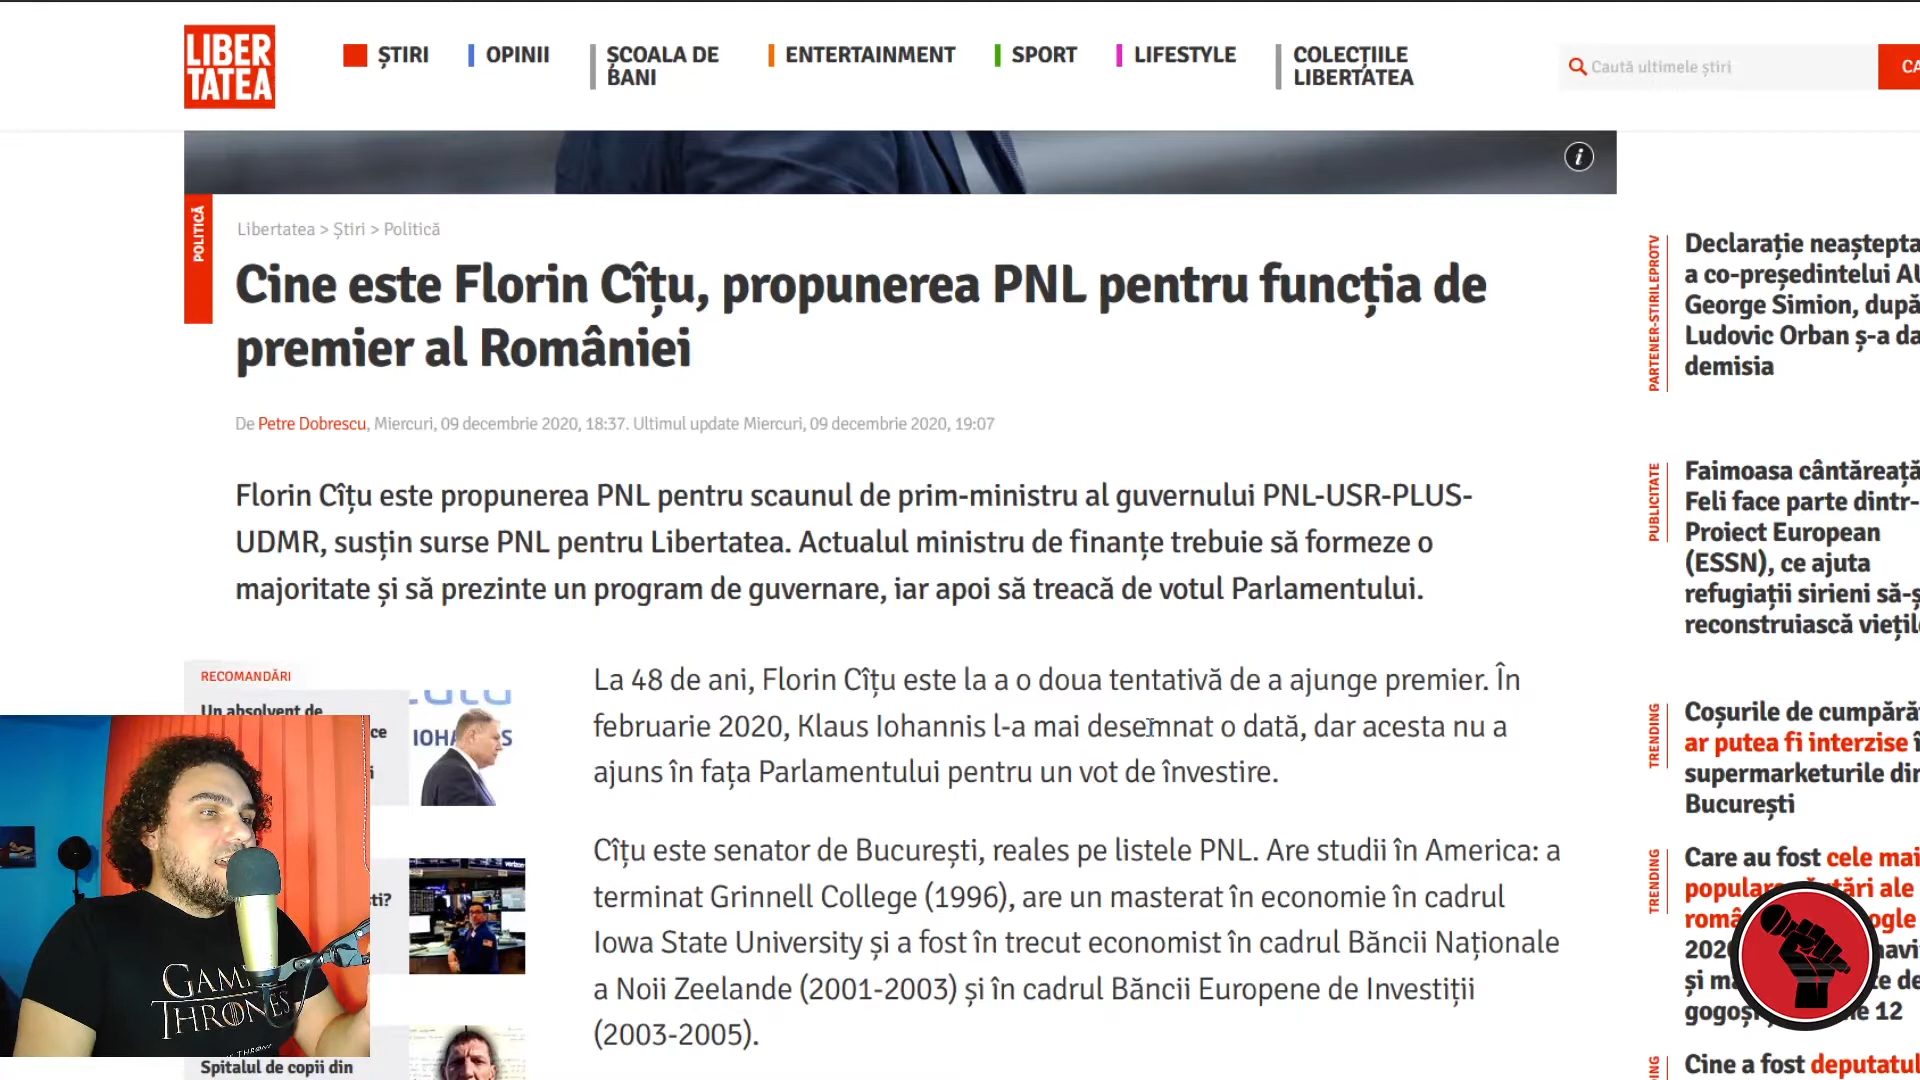 LIBER
TATEA
ȘTIRI
OPINII
ȘCOALA DE
BANI
ENTERTAINMENT
SPORT
LIFESTYLE
COLECȚIILE
LIBERTATEA
Caută ultimele știri
POLITICĂ
Libertatea > Știri > Politică
Cine este Florin Cîțu, propunerea PNL pentru funcția de
premier al României
De Petre Dobrescu, Miercuri, 09 decembrie 2020, 18:37. Ultimul update Miercuri, 09 decembrie 2020, 19:07
Florin Cîțu este propunerea PNL pentru scaunul de prim-ministru al guvernului PNL-USR-PLUS-
UDMR, susțin surse PNL pentru Libertatea. Actualul ministru de finanțe trebuie să formeze o
majoritate și să prezinte un program de guvernare, iar apoi să treacă de votul Parlamentului.
RECOMANDĂRI
Un absolvent de
La 48 de ani, Florin Cîțu este la a o doua tentativă de a ajunge premier. În
februarie 2020, Klaus Iohannis l-a mai desemnat o dată, dar acesta nu a
ajuns în fața Parlamentului pentru un vot de învestire.
Cîțu este senator de București, reales pe listele PNL. Are studii în America: a
terminat Grinnell College (1996), are un masterat în economie în cadrul
Iowa State University și a fost în trecut economist în cadrul Băncii Naționale
a Noii Zeelande (2001-2003) și în cadrul Băncii Europene de Investiții
(2003-2005).
Spitalul de copii din
GAME
THRONES
PARTENER-STIRILEPROTV
Declarație neaștepta
a co-președintelui AU
George Simion, după
Ludovic Orban ș-a da
demisia
PUBLICITATE
Faimoasa cântăreață
Feli face parte dintr-
Proiect European
(ESSN), ce ajuta
refugiații sirieni să-ș
reconstruiască viețil
TRENDING
Coșurile de cumpără
ar putea fi interzise î
supermarketurile din
București
TRENDING
Care au fost cele mai
ale
2020
și
de
12
Cine a fost deputatul